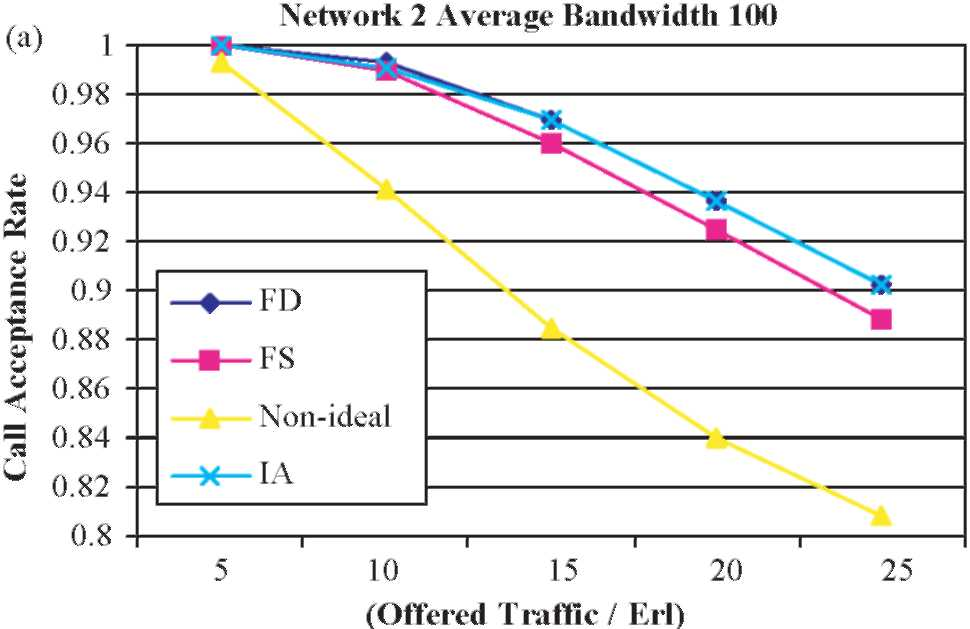 Network 2 Average Bandwidth 100
(a)
Call Acceptance Rate
1
0.98
0.96
0.94
0.92
0.9
0.88
0.86
0.84
0.82
0.8
FD
FS
Non-ideal
IA
5 10 15 20 25
(Offered Traffic / Erl)